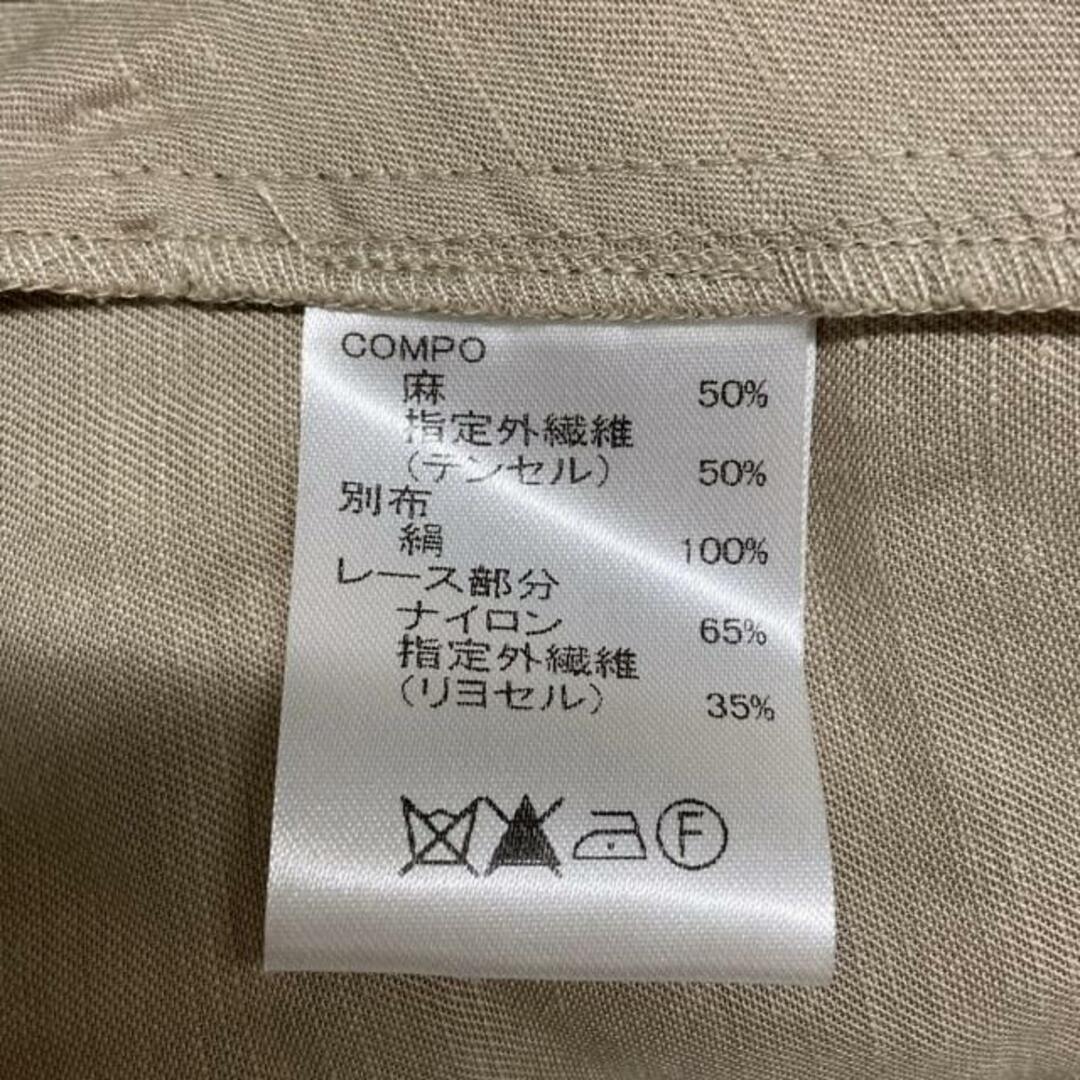 COMPO
麻 50%
指定外繊維
(テンセル) 50%
別布
絹 100%
レース部分
ナイロン 65%
指定外繊維
(リヨセル) 35%
F